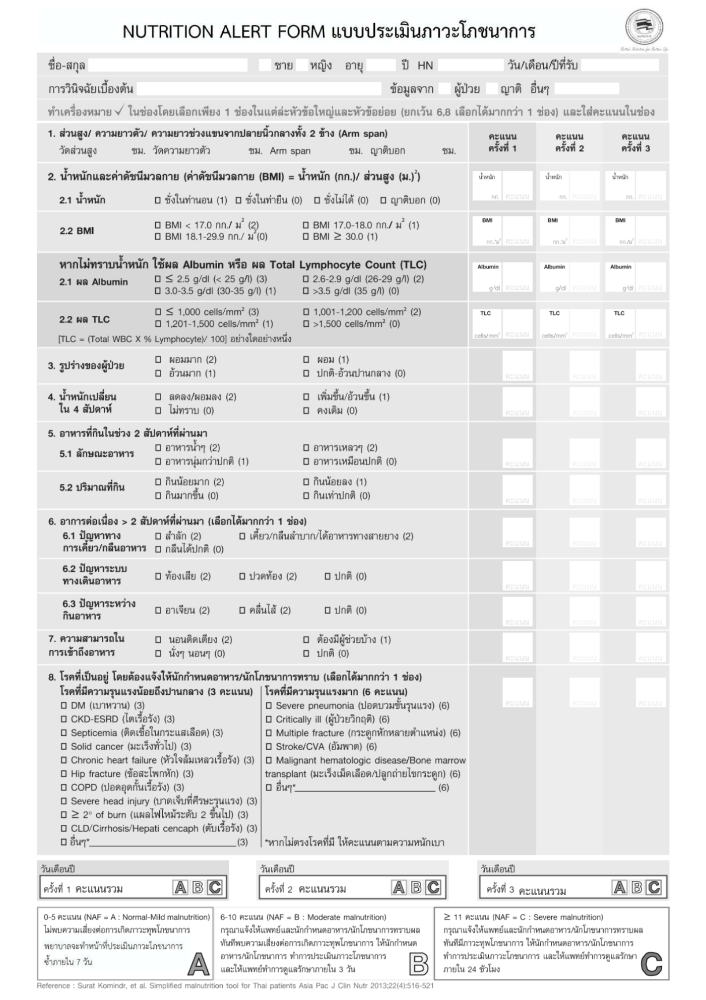 NUTRITION ALERT FORM แบบประเมินภาวะโภชนาการ
Better Nutrition for Better Life
ชื่อ-สกุล ชาย หญิง อายุ ปี HN วัน/เดือน/ปีที่รับ
การวินิจฉัยเบื้องต้น ข้อมูลจาก ผู้ป่วย ญาติ อื่นๆ
ทำเครื่องหมาย ✓ ในช่องโดยเลือกเพียง 1 ช่องในแต่ล่ะหัวข้อใหญ่และหัวข้อย่อย (ยกเว้น 6,8 เลือกได้มากกว่า 1 ช่อง) และใส่คะแนนในช่อง
1. ส่วนสูง/ ความยาวตัว/ ความยาวช่วงแขนจากปลายนิ้วกลางทั้ง 2 ข้าง (Arm span)
วัดส่วนสูง ซม. วัดความยาวตัว ซม. Arm span ซม. ญาติบอก ซม.
คะแนน ครั้งที่ 1 คะแนน ครั้งที่ 2 คะแนน ครั้งที่ 3
2. น้ำหนักและค่าดัชนีมวลกาย (ค่าดัชนีมวลกาย (BMI) = น้ำหนัก (กก.)/ ส่วนสูง (ม.)²)
2.1 น้ำหนัก ☐ ชั่งในท่านอน (1) ☐ ชั่งในท่ายืน (0) ☐ ชั่งไม่ได้ (0) ☐ ญาติบอก (0)
น้ำหนัก น้ำหนัก น้ำหนัก
กก. คะแนน กก. คะแนน กก. คะแนน
2.2 BMI
☐ BMI < 17.0 กก./ ม² (2) ☐ BMI 17.0-18.0 กก./ ม² (1)
☐ BMI 18.1-29.9 กก./ ม²(0) ☐ BMI ≥ 30.0 (1)
BMI BMI BMI
กก./ม² คะแนน กก./ม² คะแนน กก./ม² คะแนน
หากไม่ทราบน้ำหนัก ใช้ผล Albumin หรือ ผล Total Lymphocyte Count (TLC)
2.1 ผล Albumin
☐ ≤ 2.5 g/dl (< 25 g/l) (3) ☐ 2.6-2.9 g/dl (26-29 g/l) (2)
☐ 3.0-3.5 g/dl (30-35 g/l) (1) ☐ >3.5 g/dl (35 g/l) (0)
Albumin Albumin Albumin
g/dl คะแนน g/dl คะแนน g/dl คะแนน
2.2 ผล TLC
☐ ≤ 1,000 cells/mm² (3) ☐ 1,001-1,200 cells/mm² (2)
☐ 1,201-1,500 cells/mm² (1) ☐ >1,500 cells/mm² (0)
[TLC = (Total WBC X % Lymphocyte)/ 100] อย่างใดอย่างหนึ่ง
TLC TLC TLC
cells/mm² คะแนน cells/mm² คะแนน cells/mm² คะแนน
3. รูปร่างของผู้ป่วย
☐ ผอมมาก (2) ☐ ผอม (1)
☐ อ้วนมาก (1) ☐ ปกติ-อ้วนปานกลาง (0)
คะแนน คะแนน คะแนน
4. น้ำหนักเปลี่ยน
ใน 4 สัปดาห์
☐ ลดลง/ผอมลง (2) ☐ เพิ่มขึ้น/อ้วนขึ้น (1)
☐ ไม่ทราบ (0) ☐ คงเดิม (0)
คะแนน คะแนน คะแนน
5. อาหารที่กินในช่วง 2 สัปดาห์ที่ผ่านมา
5.1 ลักษณะอาหาร
☐ อาหารน้ำๆ (2) ☐ อาหารเหลวๆ (2)
☐ อาหารนุ่มกว่าปกติ (1) ☐ อาหารเหมือนปกติ (0)
คะแนน คะแนน คะแนน
5.2 ปริมาณที่กิน
☐ กินน้อยมาก (2) ☐ กินน้อยลง (1)
☐ กินมากขึ้น (0) ☐ กินเท่าปกติ (0)
คะแนน คะแนน คะแนน
6. อาการต่อเนื่อง > 2 สัปดาห์ที่ผ่านมา (เลือกได้มากกว่า 1 ช่อง)
6.1 ปัญหาทาง
การเคี้ยว/กลืนอาหาร
☐ สำลัก (2) ☐ เคี้ยว/กลืนลำบาก/ได้อาหารทางสายยาง (2)
☐ กลืนได้ปกติ (0)
คะแนน คะแนน คะแนน
6.2 ปัญหาระบบ
ทางเดินอาหาร
☐ ท้องเสีย (2) ☐ ปวดท้อง (2) ☐ ปกติ (0)
คะแนน คะแนน คะแนน
6.3 ปัญหาระหว่าง
กินอาหาร
☐ อาเจียน (2) ☐ คลื่นไส้ (2) ☐ ปกติ (0)
คะแนน คะแนน คะแนน
7. ความสามารถใน
การเข้าถึงอาหาร
☐ นอนติดเตียง (2) ☐ ต้องมีผู้ช่วยบ้าง (1)
☐ นั่งๆ นอนๆ (0) ☐ ปกติ (0)
คะแนน คะแนน คะแนน
8. โรคที่เป็นอยู่ โดยต้องแจ้งให้นักกำหนดอาหาร/นักโภชนาการทราบ (เลือกได้มากกว่า 1 ช่อง)
คะแนน คะแนน คะแนน
โรคที่มีความรุนแรงน้อยถึงปานกลาง (3 คะแนน)
☐ DM (เบาหวาน) (3)
☐ CKD-ESRD (ไตเรื้อรัง) (3)
☐ Septicemia (ติดเชื้อในกระแสเลือด) (3)
☐ Solid cancer (มะเร็งทั่วไป) (3)
☐ Chronic heart failure (หัวใจล้มเหลวเรื้อรัง) (3)
☐ Hip fracture (ข้อสะโพกหัก) (3)
☐ COPD (ปอดอุดกั้นเรื้อรัง) (3)
☐ Severe head injury (บาดเจ็บที่ศีรษะรุนแรง) (3)
☐ ≥ 2° of burn (แผลไฟไหม้ระดับ 2 ขึ้นไป) (3)
☐ CLD/Cirrhosis/Hepati cencaph (ตับเรื้อรัง) (3)
☐ อื่นๆ*____________________(3)
โรคที่มีความรุนแรงมาก (6 คะแนน)
☐ Severe pneumonia (ปอดบวมขั้นรุนแรง) (6)
☐ Critically ill (ผู้ป่วยวิกฤติ) (6)
☐ Multiple fracture (กระดูกหักหลายตำแหน่ง) (6)
☐ Stroke/CVA (อัมพาต) (6)
☐ Malignant hematologic disease/Bone marrow
transplant (มะเร็งเม็ดเลือด/ปลูกถ่ายไขกระดูก) (6)
☐ อื่นๆ*____________________ (6)
*หากไม่ตรงโรคที่มี ให้คะแนนตามความหนักเบา
วันเดือนปี วันเดือนปี วันเดือนปี
ครั้งที่ 1 คะแนนรวม A B C ครั้งที่ 2 คะแนนรวม A B C ครั้งที่ 3 คะแนนรวม A B C
0-5 คะแนน (NAF = A : Normal-Mild malnutrition)
ไม่พบความเสี่ยงต่อการเกิดภาวะทุพโภชนาการ
พยาบาลจะทำหน้าที่ประเมินภาวะโภชนาการ
ซ้ำภายใน 7 วัน
A
6-10 คะแนน (NAF = B : Moderate malnutrition)
กรุณาแจ้งให้แพทย์และนักกำหนดอาหาร/นักโภชนาการทราบผล
ทันทีพบความเสี่ยงต่อการเกิดภาวะทุพโภชนาการ ให้นักกำหนด
อาหาร/นักโภชนาการ ทำการประเมินภาวะโภชนาการ
และให้แพทย์ทำการดูแลรักษาภายใน 3 วัน
B
≥ 11 คะแนน (NAF = C : Severe malnutrition)
กรุณาแจ้งให้แพทย์และนักกำหนดอาหาร/นักโภชนาการทราบผล
ทันทีมีภาวะทุพโภชนาการ ให้นักกำหนดอาหาร/นักโภชนาการ
ทำการประเมินภาวะโภชนาการ และให้แพทย์ทำการดูแลรักษา
ภายใน 24 ชั่วโมง
C
Reference : Surat Komindr, et al. Simplified malnutrition tool for Thai patients Asia Pac J Clin Nutr 2013;22(4):516-521